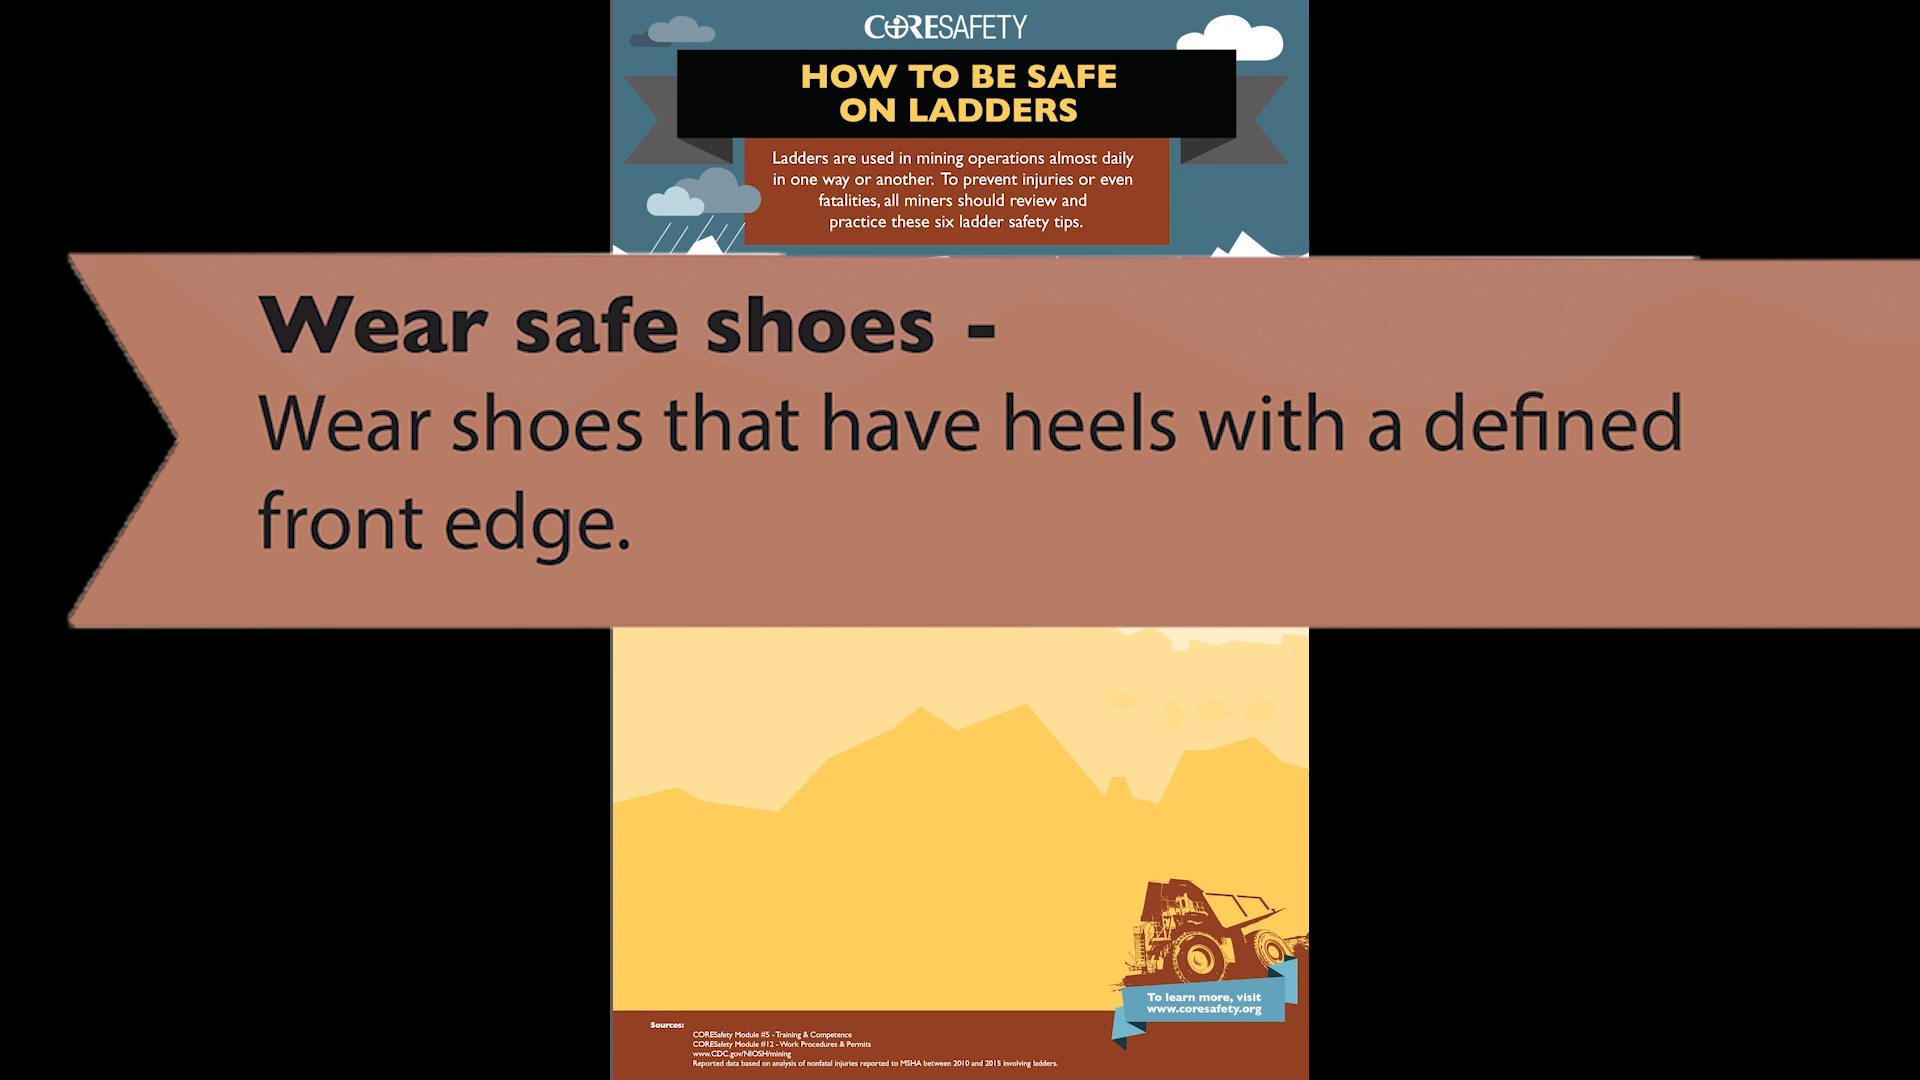 CORESAFETY
HOW TO BE SAFE
ON LADDERS
Ladders are used in mining operations almost daily
in one way or another. To prevent injuries or even
fatalities, all miners should review and
practice these six ladder safety tips.
Wear safe shoes -
Wear shoes that have heels with a defined
front edge.
To learn more, visit
www.coresafety.org
Sources:
CORESafety Module #5 - Training & Competence
CORESafety Module #12 - Work Procedures & Permits
www.CDC.gov/NIOSH/mining
Reported data based on analysis of nonfatal injuries reported to MSHA between 2010 and 2015 involving ladders.